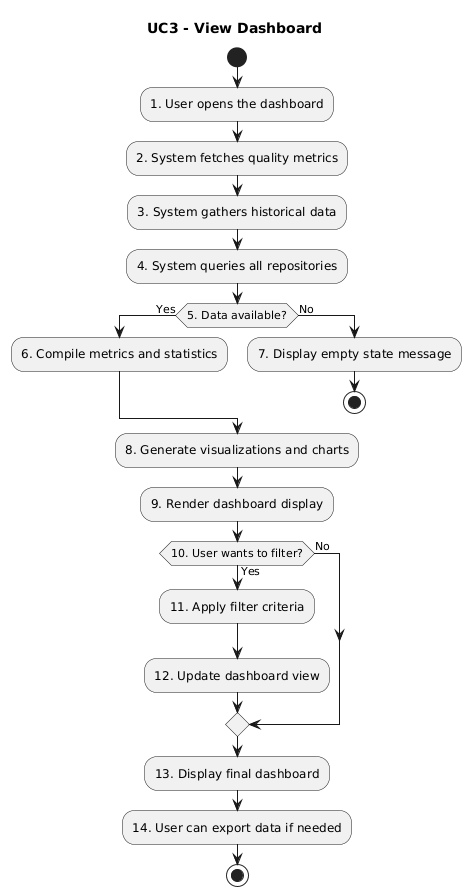 UC3 - View Dashboard
1. User opens the dashboard
2. System fetches quality metrics
3. System gathers historical data
4. System queries all repositories
Yes
5. Data available?
No
6. Compile metrics and statistics
7. Display empty state message
8. Generate visualizations and charts
9. Render dashboard display
10. User wants to filter?
No
Yes
11. Apply filter criteria
12. Update dashboard view
13. Display final dashboard
14. User can export data if needed